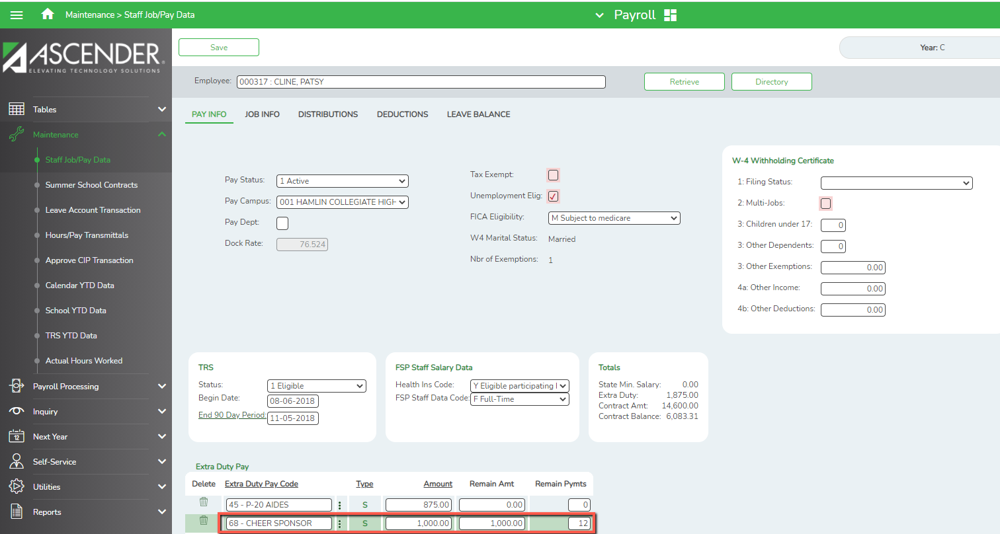 Maintenance > Staff Job/Pay Data
Payroll
ASCENDER
ELEVATING TECHNOLOGY SOLUTIONS
Save
Year: C
Employee: 000317 : CLINE, PATSY
Retrieve
Directory
Tables
Maintenance
Staff Job/Pay Data
Summer School Contracts
Leave Account Transaction
Hours/Pay Transmittals
Approve CIP Transaction
Calendar YTD Data
School YTD Data
TRS YTD Data
Actual Hours Worked
Payroll Processing
Inquiry
12 Next Year
Self-Service
Utilities
Reports
PAY INFO JOB INFO DISTRIBUTIONS DEDUCTIONS LEAVE BALANCE
Pay Status: 1 Active
Pay Campus: 001 HAMLIN COLLEGIATE HIGH
Pay Dept:
Dock Rate: 76.524
Tax Exempt:
Unemployment Elig:
FICA Eligibility: M Subject to medicare
W4 Marital Status: Married
Nbr of Exemptions: 1
W-4 Withholding Certificate
1: Filing Status:
2: Multi-Jobs:
3: Children under 17: 0
3: Other Dependents: 0
3: Other Exemptions: 0.00
4a: Other Income: 0.00
4b: Other Deductions: 0.00
TRS
Status: 1 Eligible
Begin Date: 08-06-2018
End 90 Day Period: 11-05-2018
FSP Staff Salary Data
Health Ins Code: Y Eligible participating
FSP Staff Data Code: F Full-Time
Totals
State Min. Salary: 0.00
Extra Duty: 1,875.00
Contract Amt: 14,600.00
Contract Balance: 6,083.31
Extra Duty Pay
Delete Extra Duty Pay Code Type Amount Remain Amt Remain Pymts
45 - P-20 AIDES S 875.00 0.00 0
68 - CHEER SPONSOR S 1,000.00 1,000.00 12